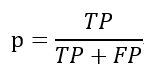 p = TP / (TP + FP)